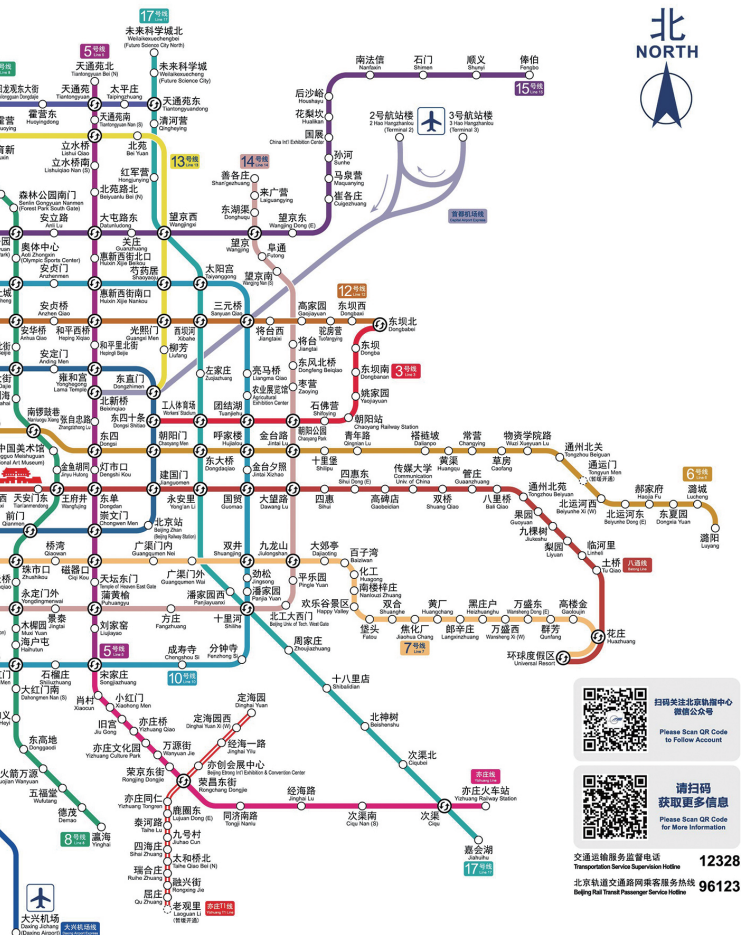 北
NORTH
17号线
Line 17
未来科学城北
(Future Science City North)
5号线
Line 5
天通苑北
Tiantongyuan Bei (N)
未来科学城
Weilaikexuecheng
(Future Science City)
天通苑
Tiantongyuan
太平庄
Taipingzhuang
天通苑东
Tiantongyuandong
霍营东
Huoyingdong
天通苑南
Tiantongyuan Nan (S)
清河营
Qingheying
立水桥
Lishui Qiao
北苑
Bei Yuan
13号线
Line 13
立水桥南
Lishuiqiao Nan (S)
红军营
Hongjunying
北苑路北
Beiyuanlu Bei (N)
森林公园南门
Senlin Gongyuan Nanmen
(Forest Park South Gate)
安立路
Anli Lu
大屯路东
Datunludong
望京西
Wangjingxi
14号线
Line 14
善各庄
Shan'gezhuang
来广营
Laiguangying
东湖渠
Donghuqu
望京
Wangjing
望京东
Wangjing Dong (E)
阜通
Futong
望京南
Wangjing Nan (S)
南法信
Nanfaxin
石门
Shimen
顺义
Shunyi
俸伯
Fengbo
15号线
Line 15
后沙峪
Houshayu
花梨坎
Hualikan
国展
China Int'l Exhibition Center
孙河
Sunhe
马泉营
Maquanying
崔各庄
Cuigezhuang
2号航站楼
2 Hao Hangzhanlou
(Terminal 2)
3号航站楼
3 Hao Hangzhanlou
(Terminal 3)
首都机场线
Capital Airport Express
奥体中心
Aoti Zhongxin
(Olympic Sports Center)
关庄
Guanzhuang
惠新西街北口
Huixin Xijie Beikou
安贞门
Anzhenmen
芍药居
Shaoyaoju
太阳宫
Taiyanggong
惠新西街南口
Huixin Xijie Nankou
12号线
Line 12
安贞桥
Anzhen Qiao
三元桥
Sanyuan Qiao
高家园
Gaojiayuan
东坝西
Dongbaxi
东坝北
Dongbabei
安华桥
Anhua Qiao
和平西桥
Heping Xiqiao
光熙门
Guangxi Men
西坝河
Xibahe
将台西
Jiangtaixi
驼房营
Tuofangying
和平里北街
Hepingli Beijie
柳芳
Liufang
将台
Jiangtai
东坝
Dongba
安定门
Anding Men
雍和宫
Yonghegong
Lama Temple
东直门
Dongzhimen
左家庄
Zuojiazhuang
亮马桥
Liangma Qiao
东风北桥
Dongfeng Beiqiao
东坝南
Dongbanan
3号线
Line 3
北新桥
Beixinqiao
农业展览馆
Agricultural
Exhibition Center
枣营
Zaoying
姚家园
Yaojiayuan
南锣鼓巷
Nanluogu Xiang
张自忠路
Zhangzizhong Lu
东四十条
Dongsi Shitiao
工人体育场
Workers' Stadium
团结湖
Tuanjiehu
石佛营
Shifoying
朝阳站
Chaoyang Railway Station
中国美术馆
东四
Dongsi
朝阳门
Chaoyang Men
呼家楼
Hujialou
金台路
Jintai Lu
朝阳公园
Chaoyang Park
青年路
Qingnian Lu
褡裢坡
Dalianpo
常营
Changying
物资学院路
Wuzi Xueyuan Lu
十里堡
Shilipu
黄渠
Huangqu
草房
Caofang
通州北关
Tongzhou Beiguan
金鱼胡同
Jinyu Hutong
灯市口
Dengshi Kou
东大桥
Dongdaqiao
金台夕照
Jintai Xizhao
通运门
Tongyun Men
(暂缓开通)
天安门东
Tian'anmendong
王府井
Wangfujing
东单
Dongdan
建国门
Jianguomen
永安里
Yong'an Li
国贸
Guomao
大望路
Dawang Lu
四惠
Sihui
四惠东
Sihui Dong (E)
高碑店
Gaobeidian
传媒大学
Communication
Univ. of China
双桥
Shuang Qiao
管庄
Guanzhuang
八里桥
Bali Qiao
通州北苑
Tongzhou Beiyuan
北运河西
Beiyunhe Xi (W)
北运河东
Beiyunhe Dong (E)
郝家府
Haojia Fu
东夏园
Dongxia Yuan
潞城
Lucheng
6号线
Line 6
潞阳
Luyang
前门
Qianmen
崇文门
Chongwen Men
北京站
Beijing Zhan
(Beijing Railway Station)
果园
Guoyuan
九棵树
Jiukeshu
梨园
Liyuan
临河里
Linheli
土桥
Tu Qiao
八通线
Batong Line
桥湾
Qiaowan
广渠门内
Guangqumen Nei
双井
Shuangjing
九龙山
Jiulongshan
大郊亭
Dajiaoting
百子湾
Baiziwan
珠市口
Zhushikou
磁器口
Ciqi Kou
天坛东门
Temple of Heaven East Gate
广渠门外
Guangqumen Wai
劲松
Jingsong
平乐园
Pingle Yuan
化工
Huagong
南楼梓庄
Nanlouzi Zhuang
永定门外
Yongdingmenwai
蒲黄榆
Puhuangyu
潘家园西
Panjiayuanxi
潘家园
Panjia Yuan
欢乐谷景区
Happy Valley
景泰
Jingtai
方庄
Fangzhuang
十里河
Shilihe
北工大西门
Beijing Univ. of Tech. West Gate
垡头
Fatou
双合
Shuanghe
焦化厂
Jiaohua Chang
黄厂
Huangchang
郎辛庄
Langxinzhuang
黑庄户
Heizhuanghu
万盛西
Wansheng Xi (W)
万盛东
Wansheng Dong (E)
群芳
Qunfang
高楼金
Gaoloujin
花庄
Huazhuang
环球度假区
Universal Resort
7号线
Line 7
木樨园
Muxi Yuan
刘家窑
Liujiayao
海户屯
Haihutun
5号线
Line 5
成寿寺
Chengshou Si
分钟寺
Fenzhong Si
10号线
Line 10
周家庄
Zhoujiazhuang
石榴庄
Shiliuzhuang
宋家庄
Songjiazhuang
大红门南
Dahongmen Nan (S)
肖村
Xiaocun
小红门
Xiaohong Men
旧宫
Jiu Gong
亦庄桥
Yizhuang Qiao
亦庄文化园
Yizhuang Culture Park
万源街
Wanyuan Jie
定海园
Dinghai Yuan
定海园西
Dinghai Yuan Xi (W)
经海一路
Jinghai Yilu
亦创会展中心
Beijing Etrong Int'l Exhibition & Convention Center
荣京东街
Rongjing Dongjie
荣昌东街
Rongchang Dongjie
十八里店
Shibalidian
北神树
Beishenshu
次渠北
Ciqubei
亦庄线
Yizhuang Line
亦庄火车站
Yizhuang Railway Station
同济南路
Tongji Nanlu
经海路
Jinghai Lu
次渠南
Ciqu Nan (S)
次渠
Ciqu
嘉会湖
Jiahuihu
17号线
Line 17
东高地
Donggaodi
火箭万源
五福堂
Wufutang
德茂
Demao
瀛海
Yinghai
8号线
Line 8
亦庄同仁
Yizhuang Tongren
鹿圈东
Lujuan Dong (E)
泰河路
Taihe Lu
九号村
Jiuhao Cun
四海庄
Sihai Zhuang
太和桥北
Taihe Qiao Bei (N)
瑞合庄
Ruihe Zhuang
融兴街
Rongxing Jie
屈庄
Qu Zhuang
老观里
Laoguan Li
(暂缓开通)
亦庄T1线
Yizhuang T1 Line
大兴机场
Daxing Jichang
(Daxing Airport)
大兴机场线
Daxing Airport Express
扫码关注北京轨指中心
微信公众号
Please Scan QR Code
to Follow Account
请扫码
获取更多信息
Please Scan QR Code
for More Information
交通运输服务监督电话
Transportation Service Supervision Hotline
12328
北京轨道交通路网乘客服务热线
Beijing Rail Transit Passenger Service Hotline
96123